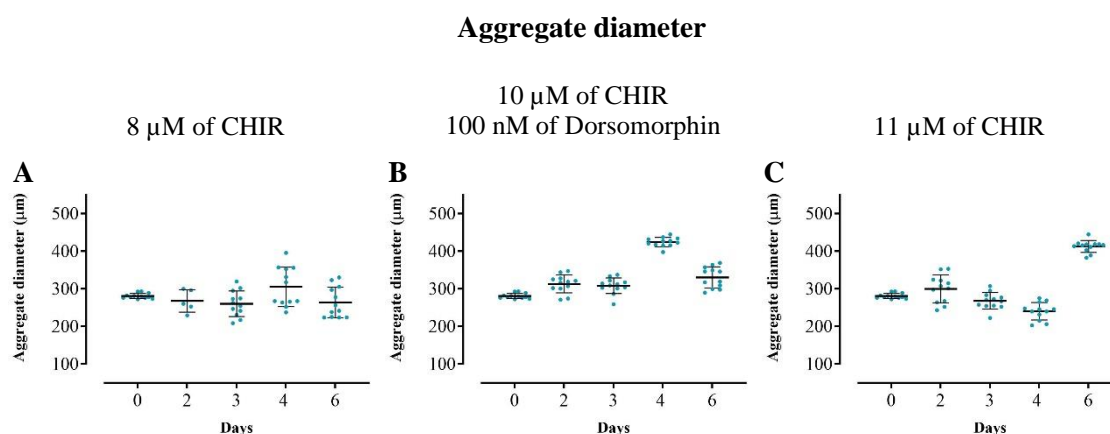 Aggregate diameter
8 µM of CHIR
10 µM of CHIR
100 nM of Dorsomorphin
11 µM of CHIR
A
Aggregate diameter (µm)
500
400
300
200
100
0 2 3 4 6
Days
B
Aggregate diameter (µm)
500
400
300
200
100
0 2 3 4 6
Days
C
Aggregate diameter (µm)
500
400
300
200
100
0 2 3 4 6
Days